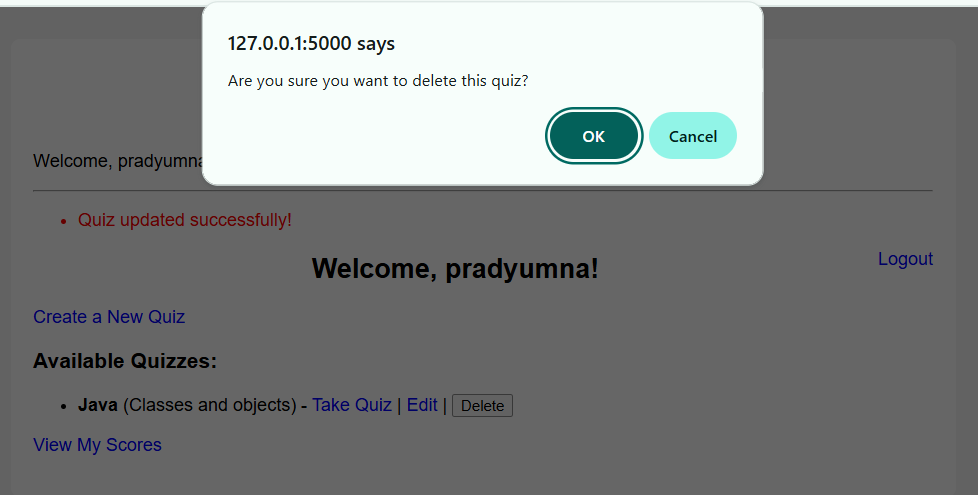 127.0.0.1:5000 says
Are you sure you want to delete this quiz?
OK Cancel
Welcome, pradyumna
Quiz updated successfully!
Logout
Welcome, pradyumna!
Create a New Quiz
Available Quizzes:
Java (Classes and objects) - Take Quiz | Edit | Delete
View My Scores